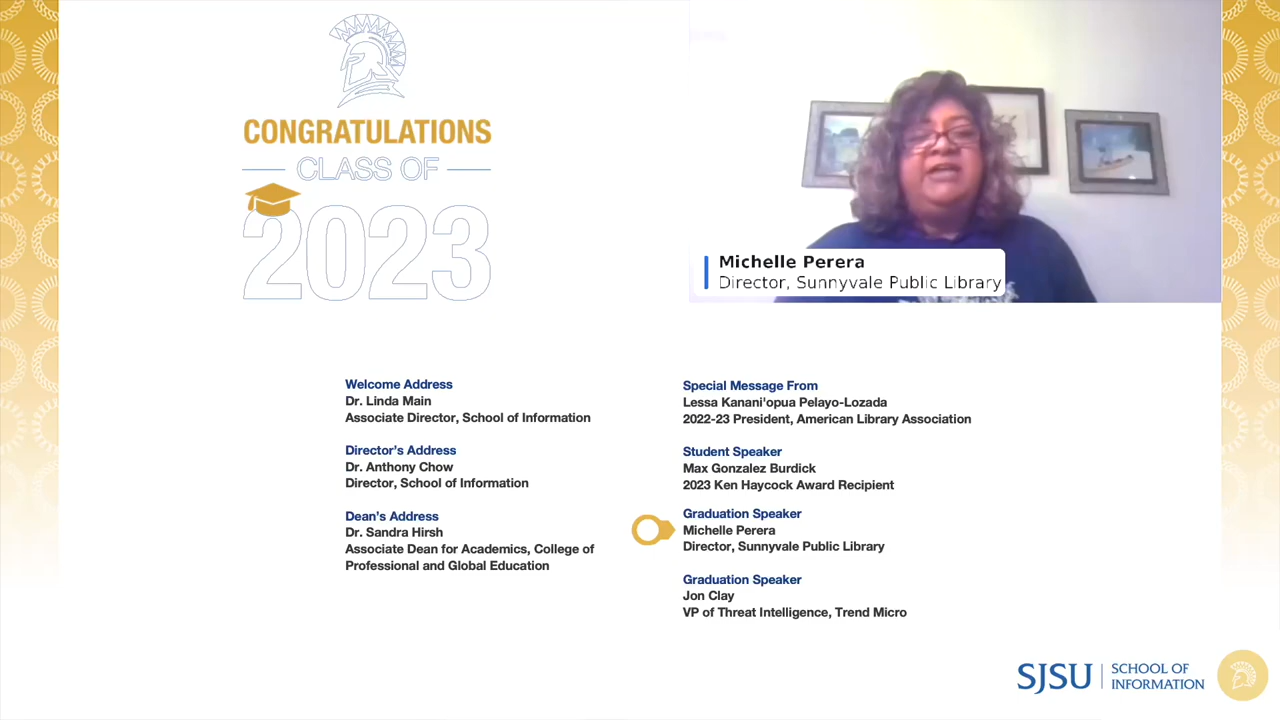 CONGRATULATIONS
CLASS OF
2023
Michelle Perera
Director, Sunnyvale Public Library
Welcome Address
Dr. Linda Main
Associate Director, School of Information
Director's Address
Dr. Anthony Chow
Director, School of Information
Dean's Address
Dr. Sandra Hirsh
Associate Dean for Academics, College of
Professional and Global Education
Special Message From
Lessa Kanani'opua Pelayo-Lozada
2022-23 President, American Library Association
Student Speaker
Max Gonzalez Burdick
2023 Ken Haycock Award Recipient
Graduation Speaker
Michelle Perera
Director, Sunnyvale Public Library
Graduation Speaker
Jon Clay
VP of Threat Intelligence, Trend Micro
SJSU
SCHOOL OF
INFORMATION